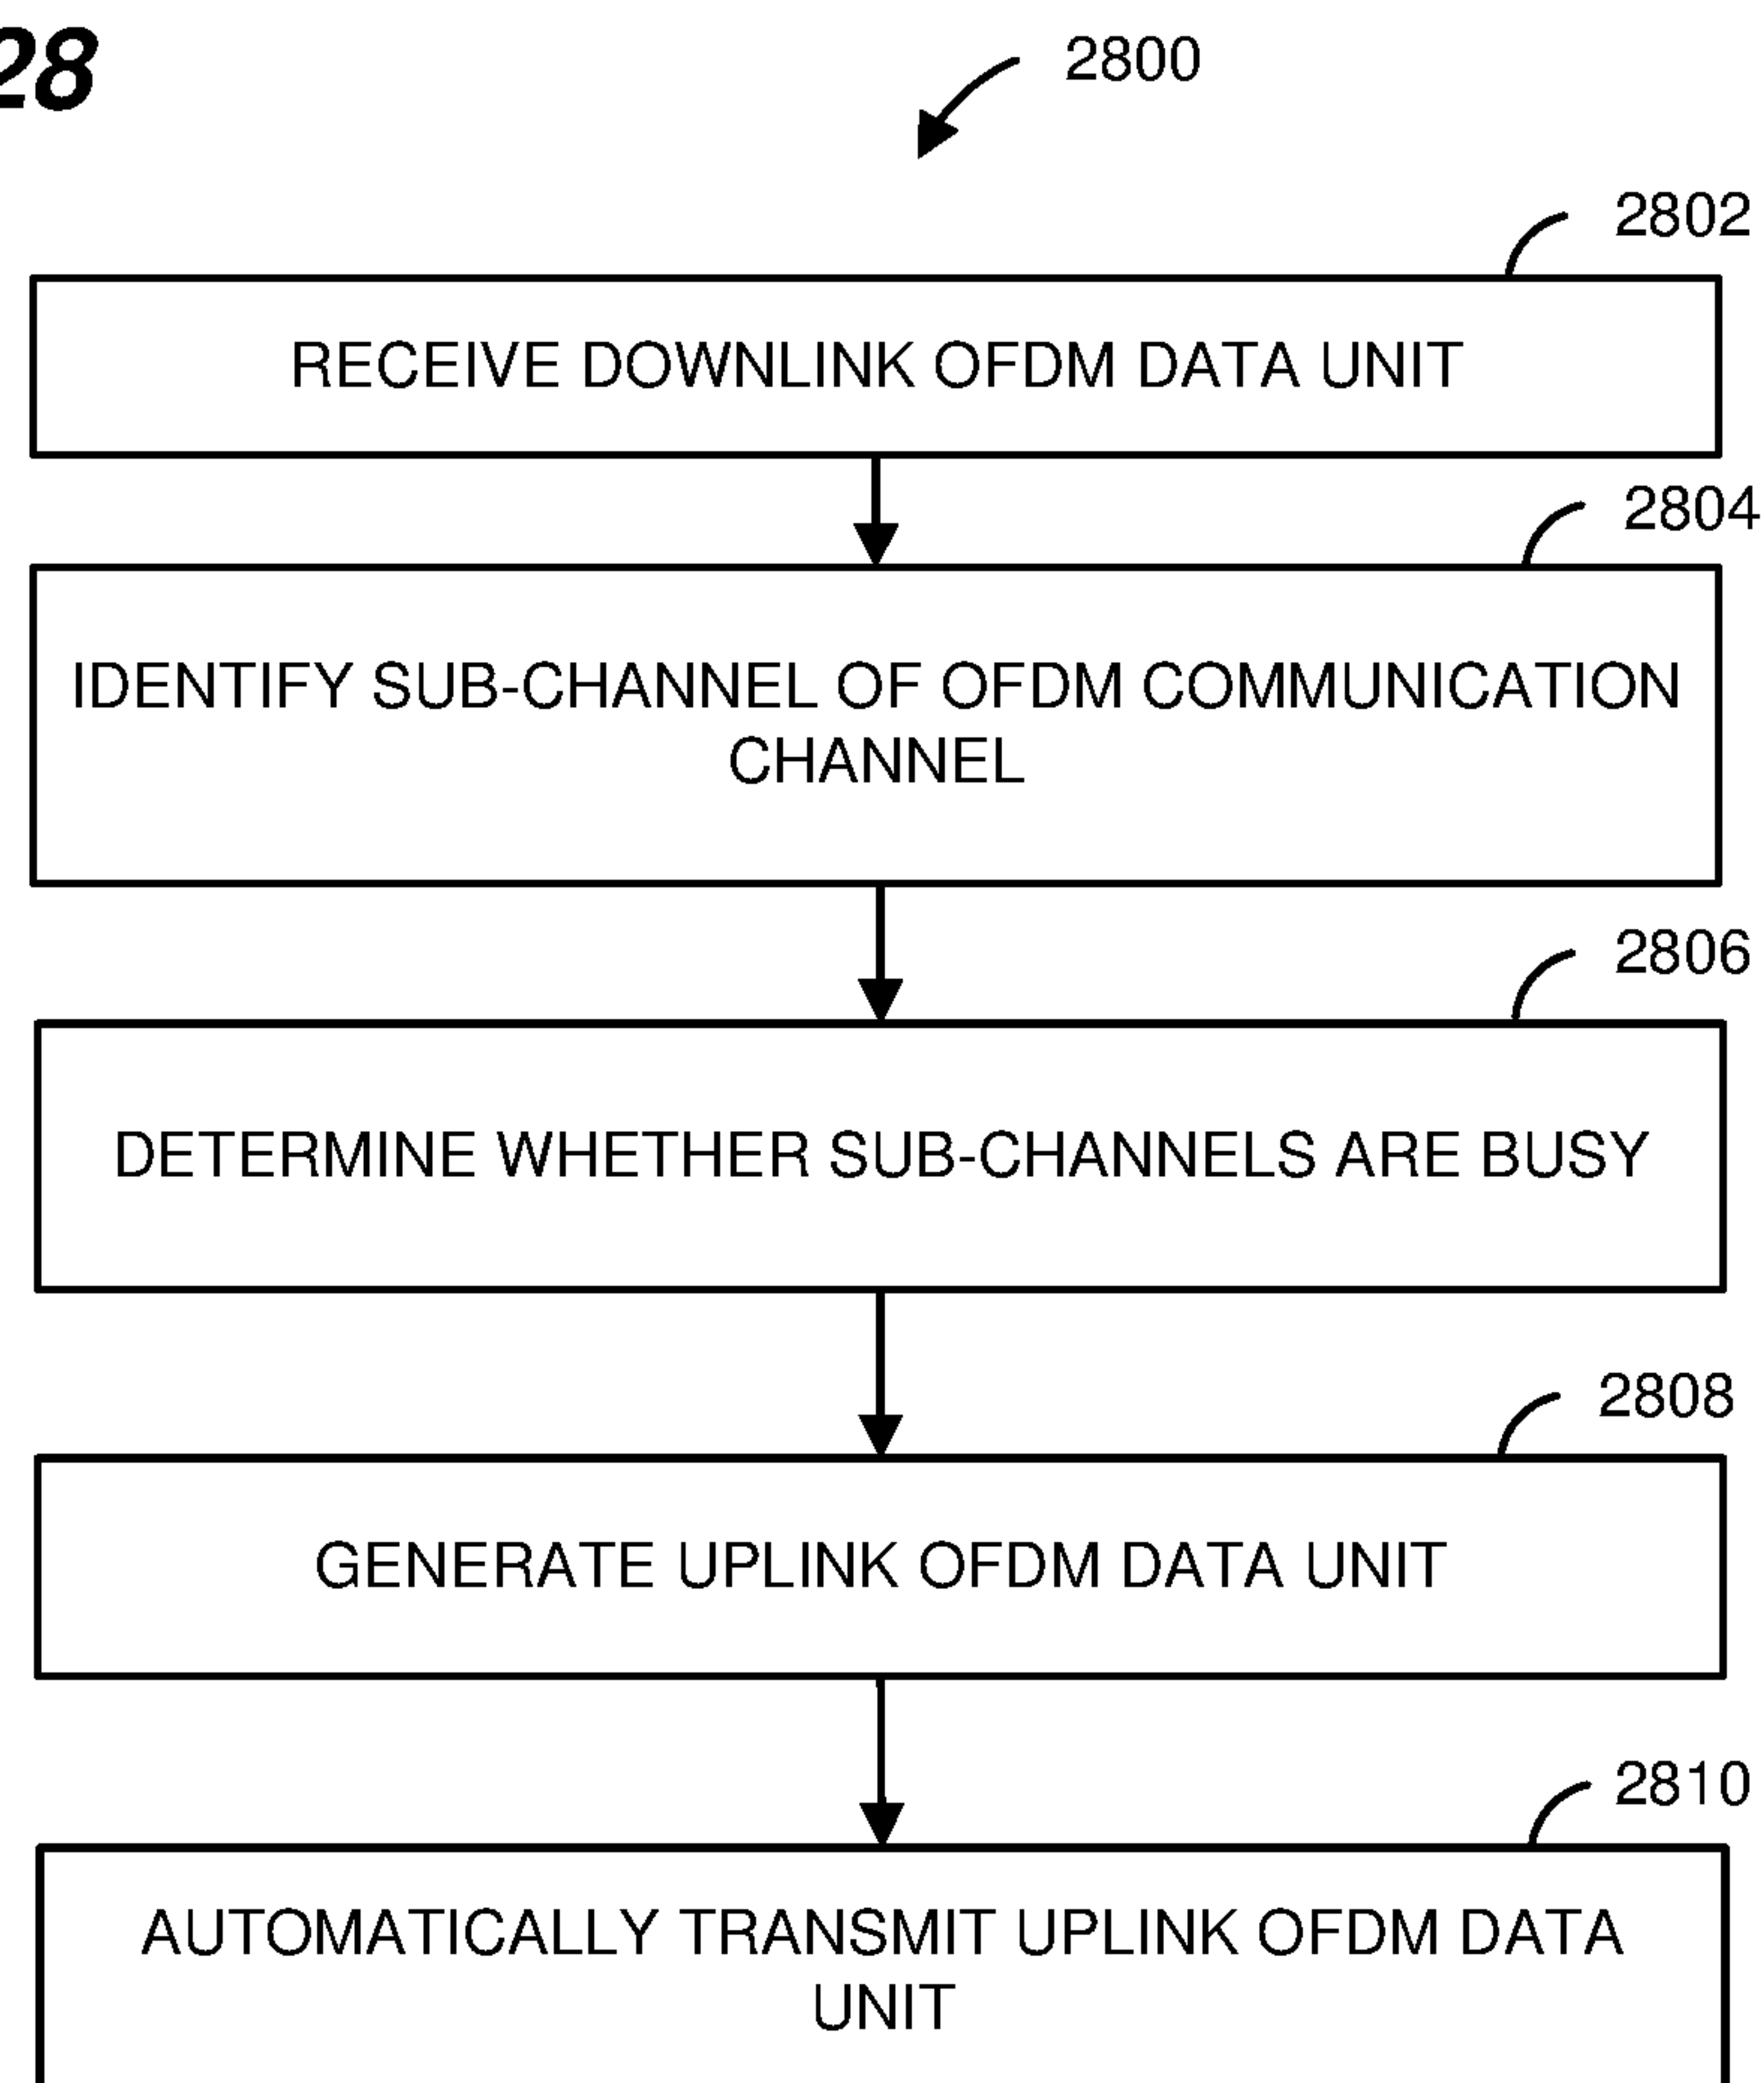 28
2800
2802
RECEIVE DOWNLINK OFDM DATA UNIT
2804
IDENTIFY SUB-CHANNEL OF OFDM COMMUNICATION
CHANNEL
2806
DETERMINE WHETHER SUB-CHANNELS ARE BUSY
2808
GENERATE UPLINK OFDM DATA UNIT
2810
AUTOMATICALLY TRANSMIT UPLINK OFDM DATA
UNIT